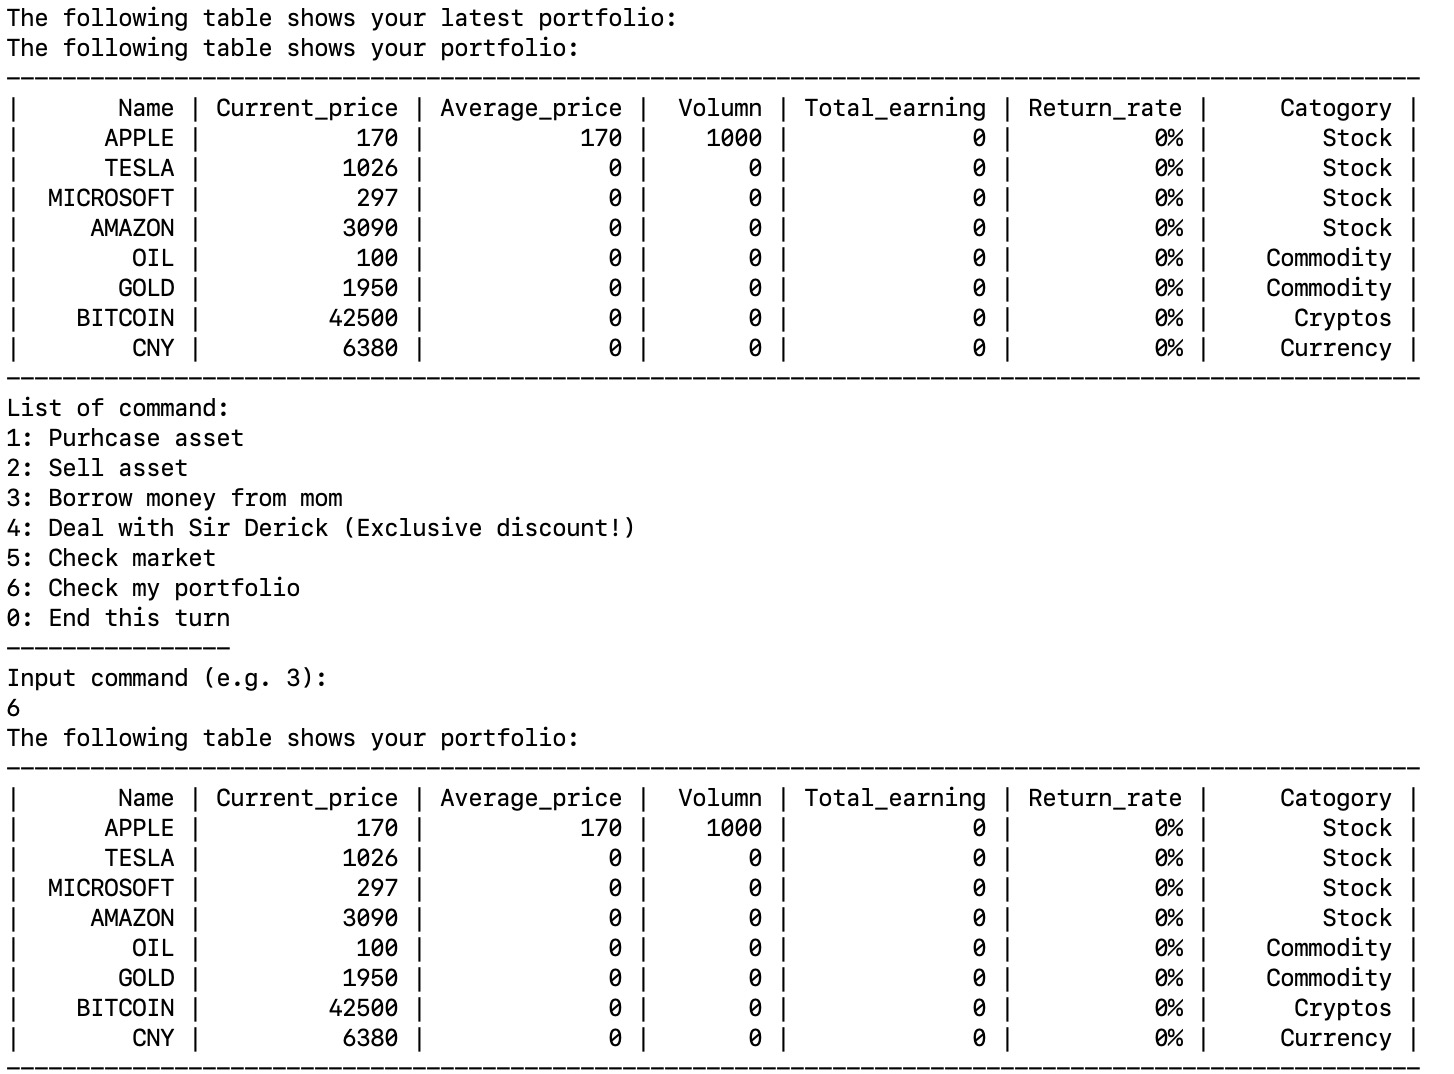 The following table shows your latest portfolio:
The following table shows your portfolio:
-----------------------------------------------------------------------------------------------------
|       Name | Current_price | Average_price |  Volumn | Total_earning | Return_rate |     Catogory |
|      APPLE |           170 |           170 |    1000 |             0 |          0% |        Stock |
|      TESLA |          1026 |             0 |       0 |             0 |          0% |        Stock |
|  MICROSOFT |           297 |             0 |       0 |             0 |          0% |        Stock |
|     AMAZON |          3090 |             0 |       0 |             0 |          0% |        Stock |
|        OIL |           100 |             0 |       0 |             0 |          0% |    Commodity |
|       GOLD |          1950 |             0 |       0 |             0 |          0% |    Commodity |
|    BITCOIN |         42500 |             0 |       0 |             0 |          0% |      Cryptos |
|        CNY |          6380 |             0 |       0 |             0 |          0% |     Currency |
-----------------------------------------------------------------------------------------------------
List of command:
1: Purhcase asset
2: Sell asset
3: Borrow money from mom
4: Deal with Sir Derick (Exclusive discount!)
5: Check market
6: Check my portfolio
0: End this turn
----------------
Input command (e.g. 3):
6
The following table shows your portfolio:
-----------------------------------------------------------------------------------------------------
|       Name | Current_price | Average_price |  Volumn | Total_earning | Return_rate |     Catogory |
|      APPLE |           170 |           170 |    1000 |             0 |          0% |        Stock |
|      TESLA |          1026 |             0 |       0 |             0 |          0% |        Stock |
|  MICROSOFT |           297 |             0 |       0 |             0 |          0% |        Stock |
|     AMAZON |          3090 |             0 |       0 |             0 |          0% |        Stock |
|        OIL |           100 |             0 |       0 |             0 |          0% |    Commodity |
|       GOLD |          1950 |             0 |       0 |             0 |          0% |    Commodity |
|    BITCOIN |         42500 |             0 |       0 |             0 |          0% |      Cryptos |
|        CNY |          6380 |             0 |       0 |             0 |          0% |     Currency |
-----------------------------------------------------------------------------------------------------